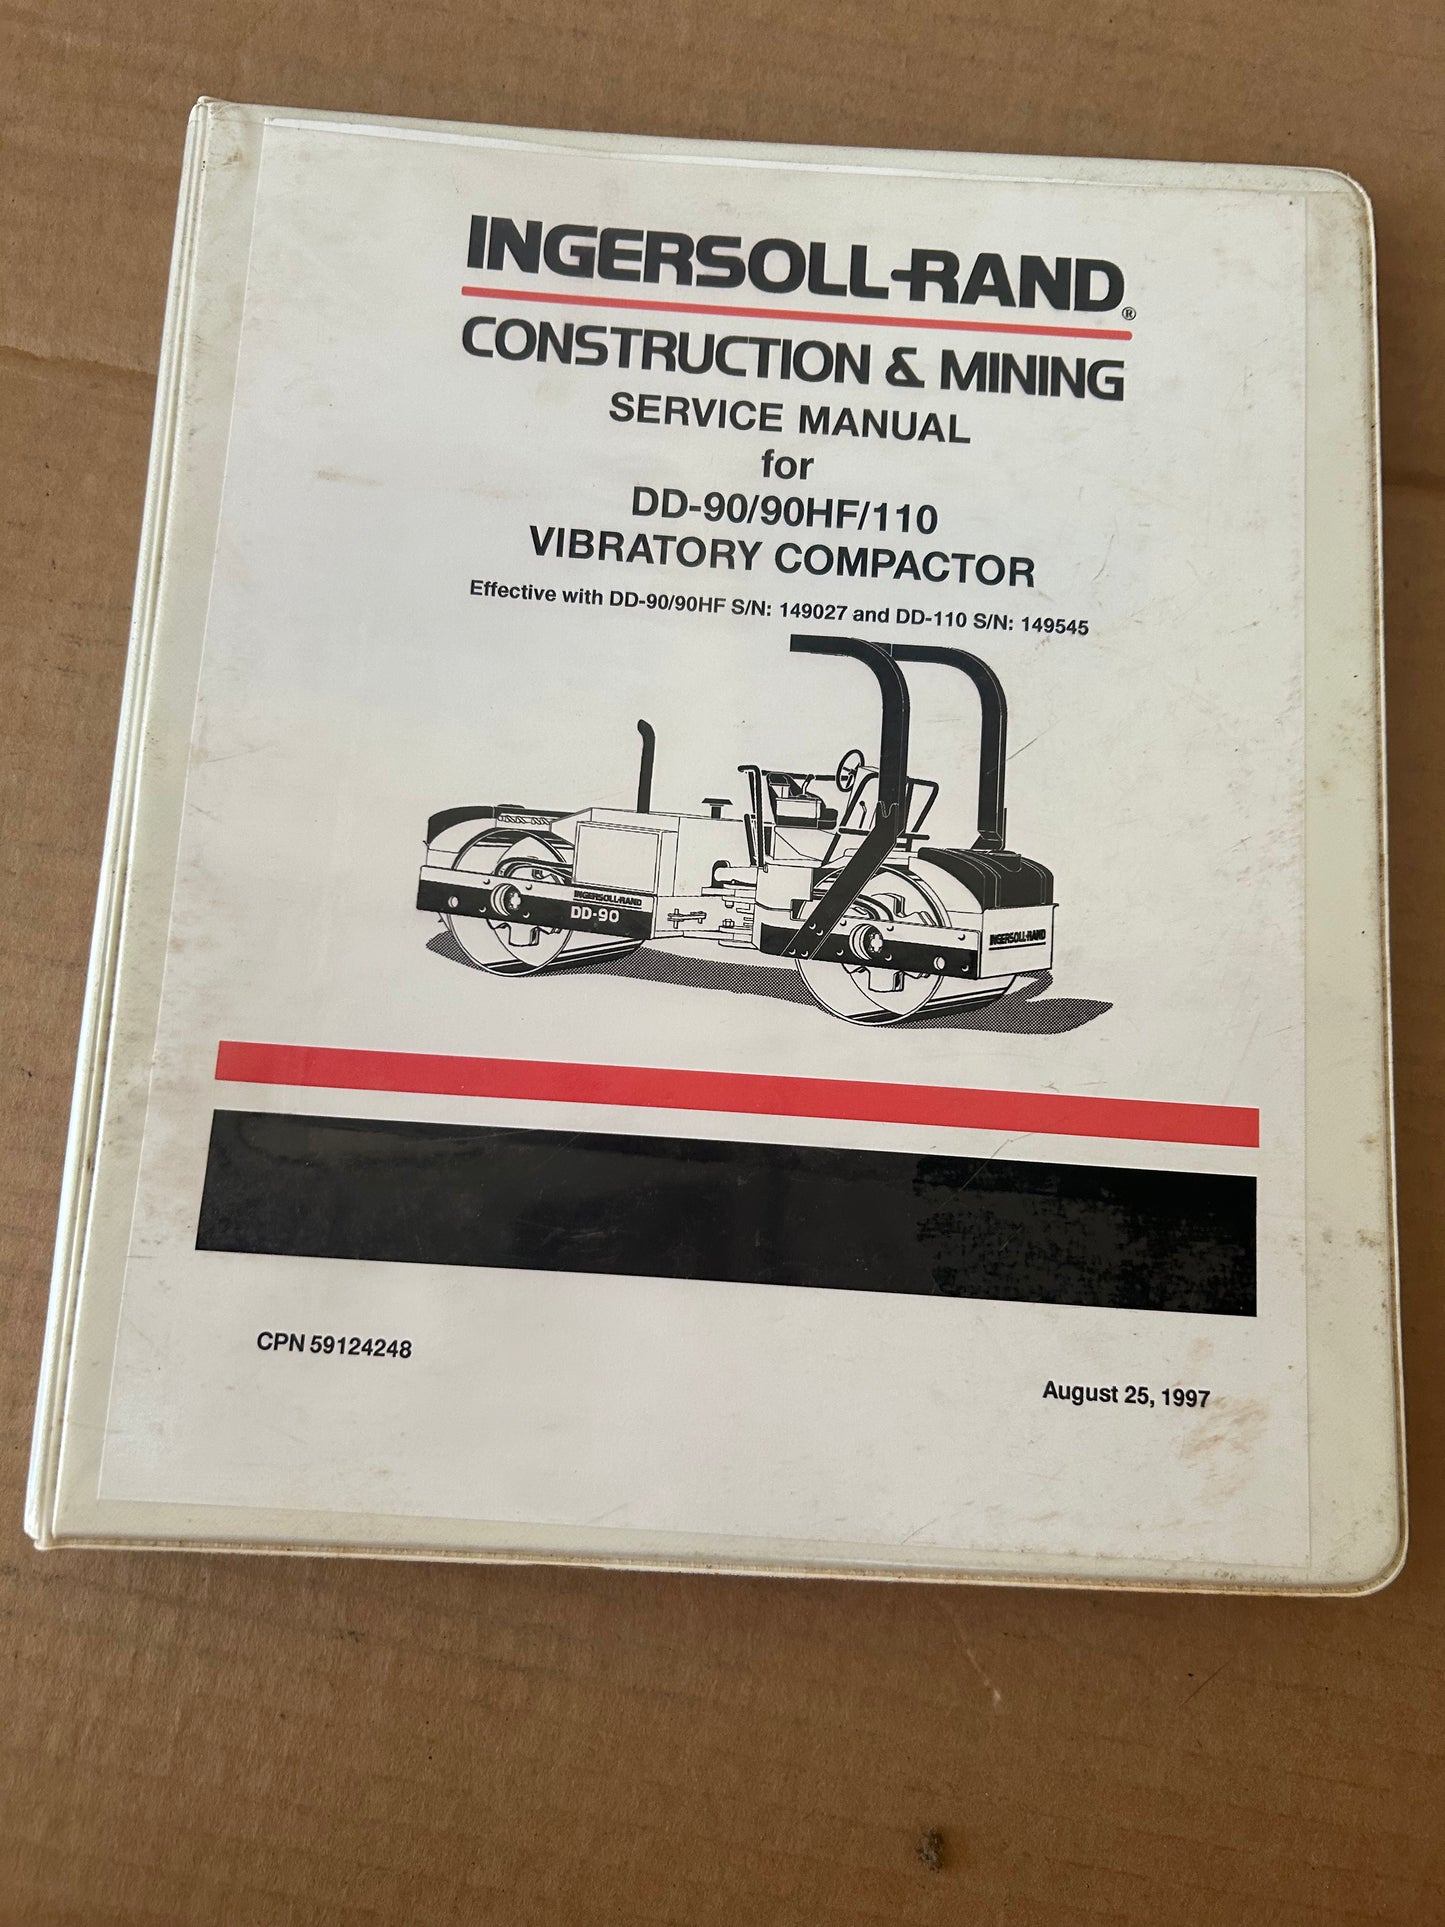 INGERSOLL-RAND®
CONSTRUCTION & MINING
SERVICE MANUAL
for
DD-90/90HF/110
VIBRATORY COMPACTOR
Effective with DD-90/90HF S/N: 149027 and DD-110 S/N: 149545
INGERSOLL-RAND
DD-90
INGERSOLL-RAND
CPN 59124248
August 25, 1997